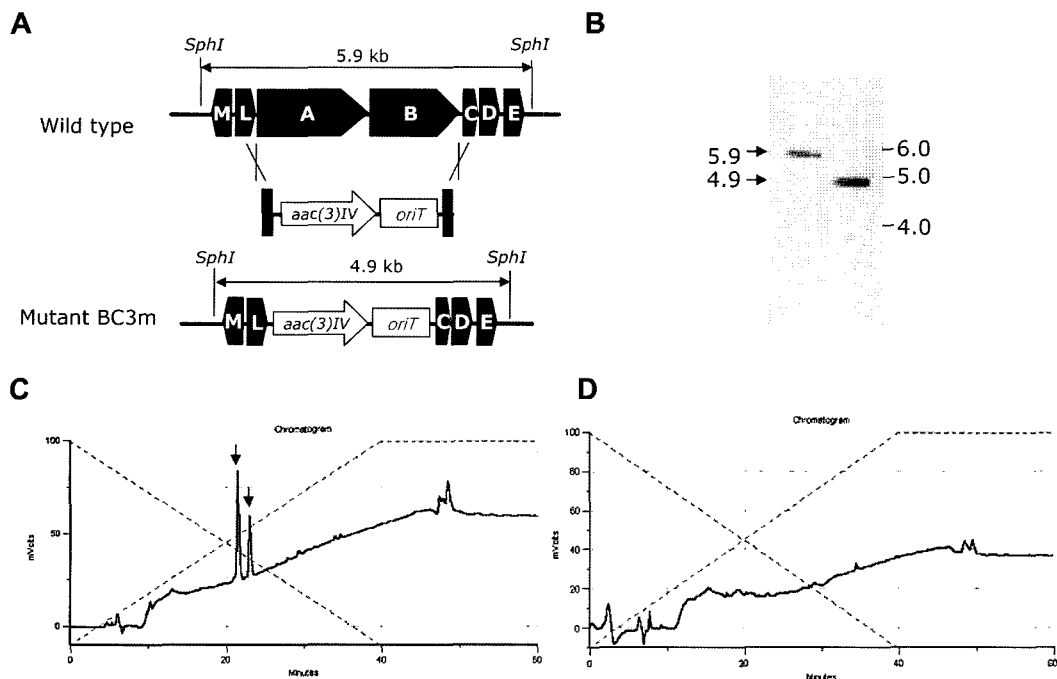 A
SphI
5.9 kb
SphI
M L A B C D E
Wild type
aac(3)IV oriT
SphI
4.9 kb
SphI
Mutant BC3m
M L aac(3)IV oriT C D E
B
5.9
4.9
6.0
5.0
4.0
C
Chromatogram
100
50
0
mVolts
0 20 40 60
Minutes
D
Chromatogram
100
80
60
40
20
0
mVolts
0 20 40 60
Minutes